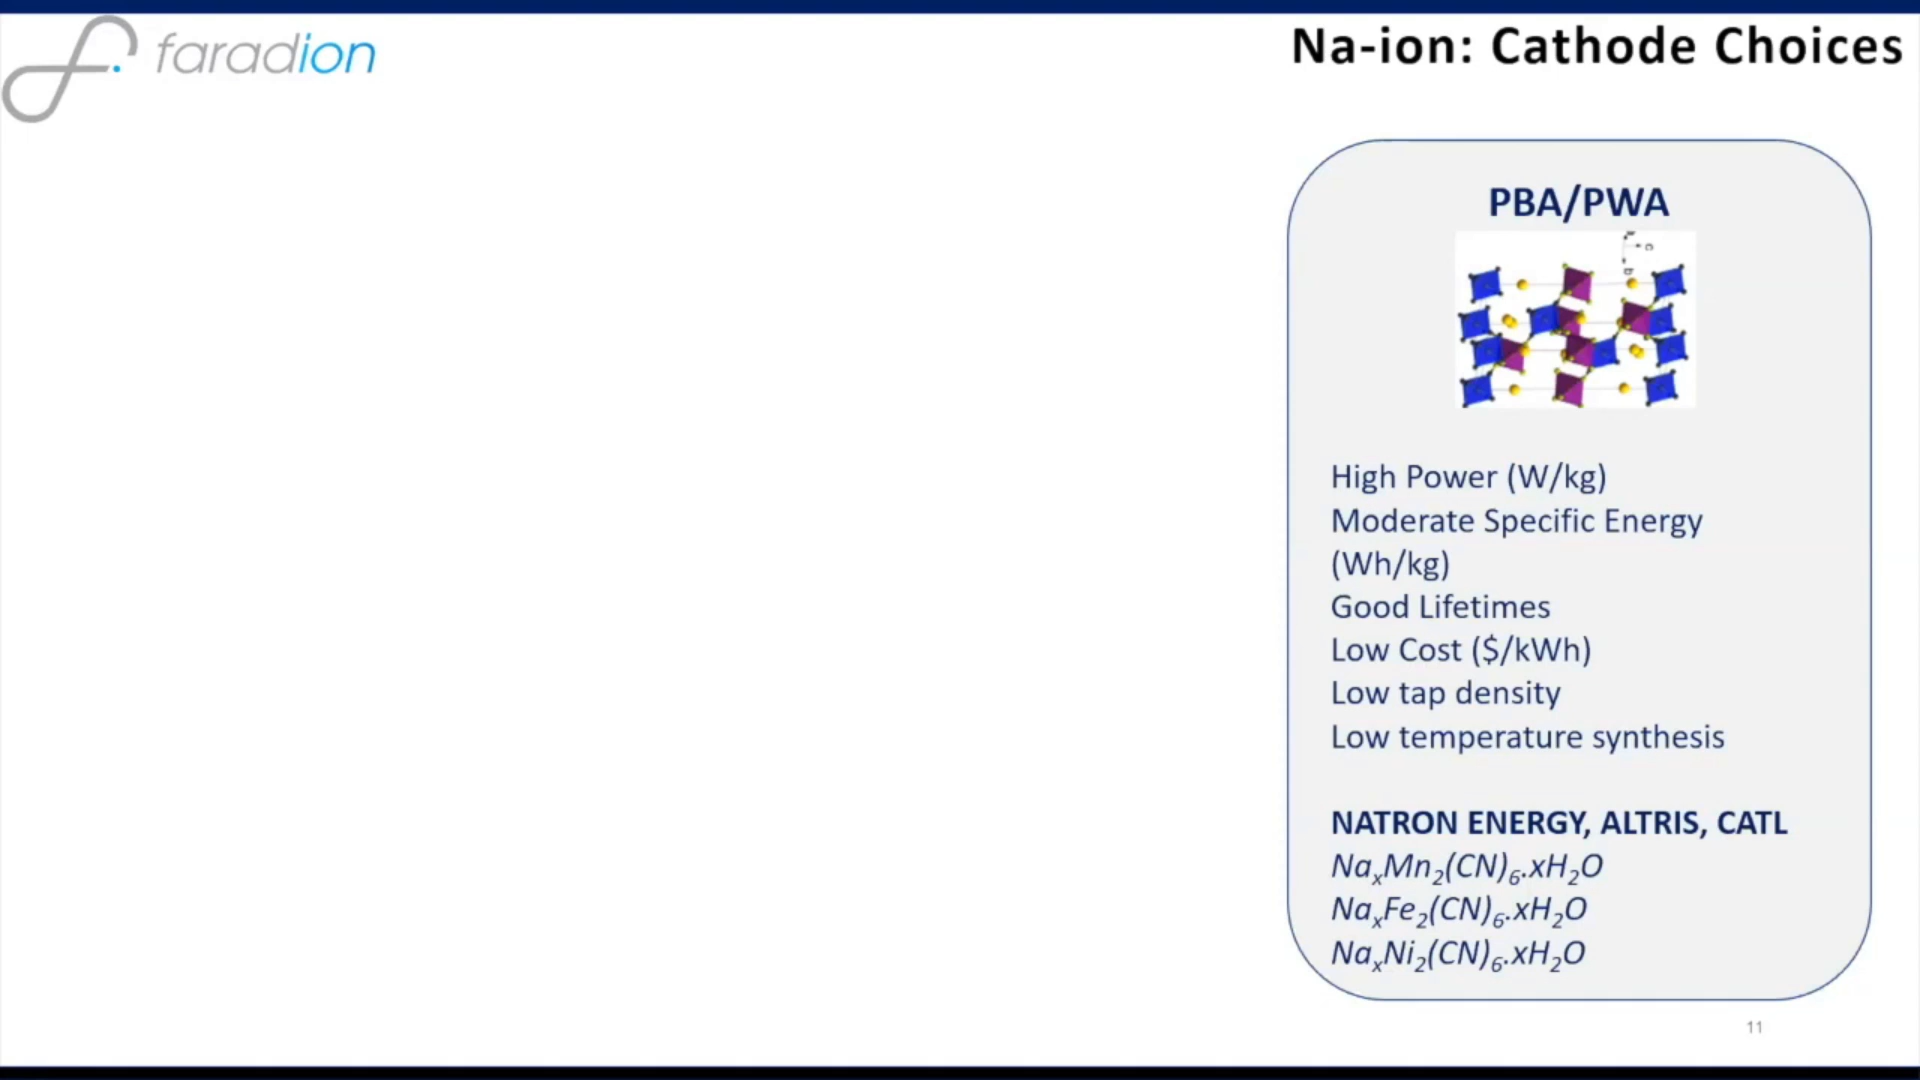 faradion
Na-ion: Cathode Choices
PBA/PWA
c
b
High Power (W/kg)
Moderate Specific Energy
(Wh/kg)
Good Lifetimes
Low Cost ($/kWh)
Low tap density
Low temperature synthesis
NATRON ENERGY, ALTRIS, CATL
NaₓMn₂(CN)₆.xH₂O
NaₓFe₂(CN)₆.xH₂O
NaₓNi₂(CN)₆.xH₂O
11